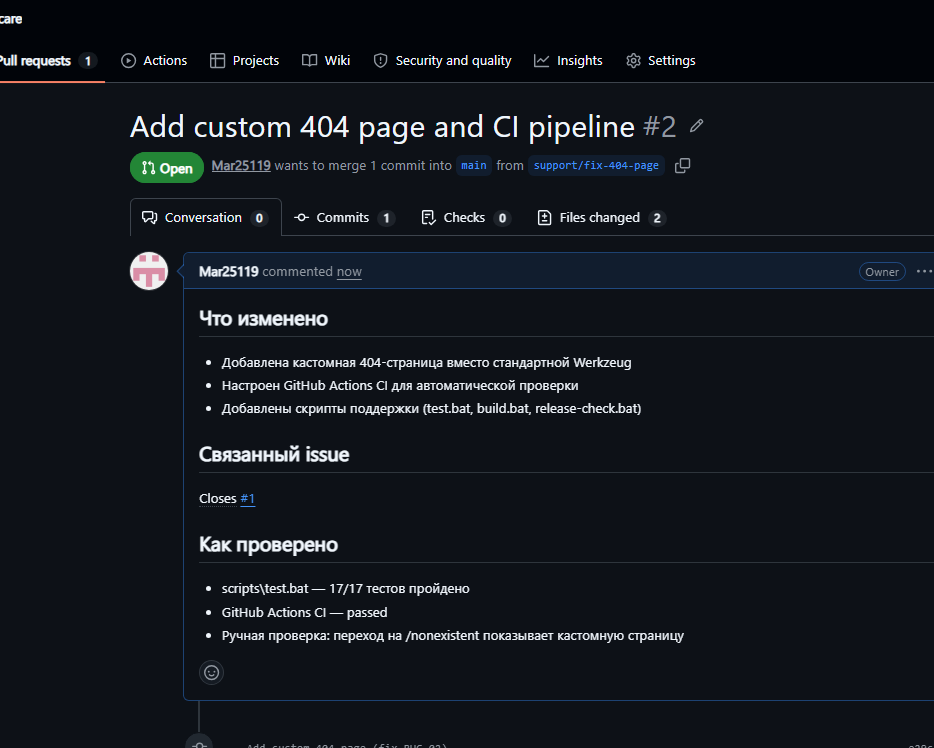 care
Pull requests 1 Actions Projects Wiki Security and quality Insights Settings
Add custom 404 page and CI pipeline #2
Open Mar25119 wants to merge 1 commit into main from support/fix-404-page
Conversation 0 Commits 1 Checks 0 Files changed 2
Mar25119 commented now Owner
Что изменено
Добавлена кастомная 404-страница вместо стандартной Werkzeug
Настроен GitHub Actions CI для автоматической проверки
Добавлены скрипты поддержки (test.bat, build.bat, release-check.bat)
Связанный issue
Closes #1
Как проверено
scripts\test.bat — 17/17 тестов пройдено
GitHub Actions CI — passed
Ручная проверка: переход на /nonexistent показывает кастомную страницу
Add custom 404 page (fix BUG-02)